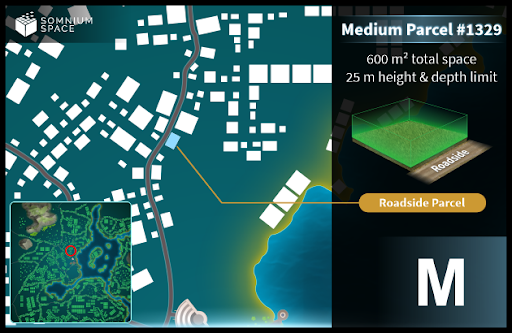 SOMNIUM
SPACE
Medium Parcel #1329
600 m² total space
25 m height & depth limit
Roadside
Roadside Parcel
M